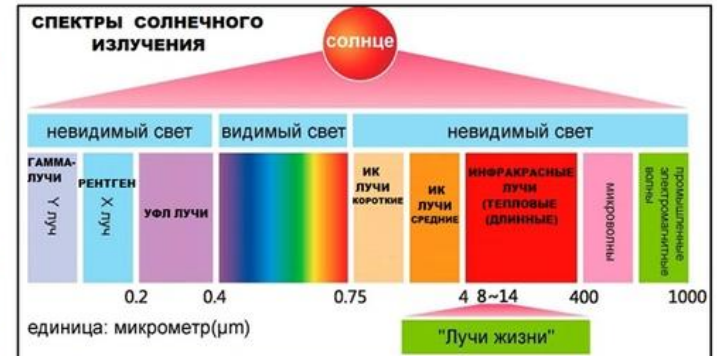 СПЕКТРЫ СОЛНЕЧНОГО
ИЗЛУЧЕНИЯ
СОЛНЦЕ
невидимый свет
видимый свет
невидимый свет
ГАММА-
ЛУЧИ
Y луч
РЕНТГЕН
X луч
УФЛ ЛУЧИ
ИК
ЛУЧИ
КОРОТКИЕ
ИК
ЛУЧИ
СРЕДНИЕ
ИНФРАКРАСНЫЕ
ЛУЧИ
(ТЕПЛОВЫЕ
(ДЛИННЫЕ)
микроволны
промышленные
электромагнитные
волны
0.2 0.4 0.75 4 8~14 400 1000
единица: микрометр(µm)
"Лучи жизни"